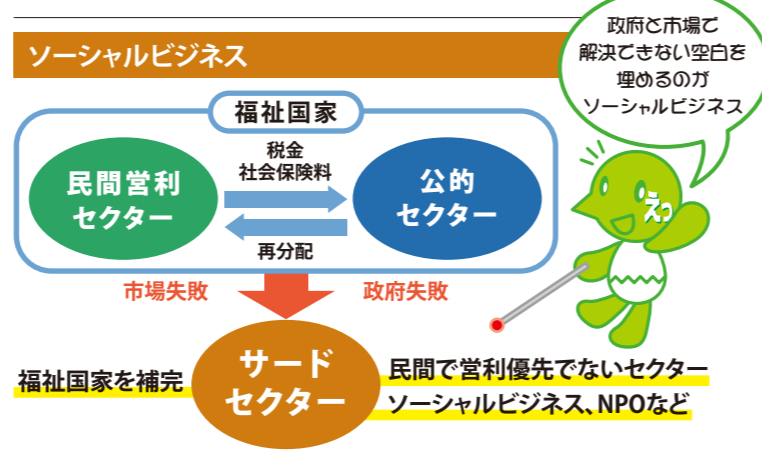 ソーシャルビジネス
政府と市場で
解決できない空白を
埋めるのが
ソーシャルビジネス
福祉国家
民間営利
セクター
税金
社会保険料
再分配
公的
セクター
えっ
市場失敗
政府失敗
福祉国家を補完
サード
セクター
民間で営利優先でないセクター
ソーシャルビジネス、NPOなど